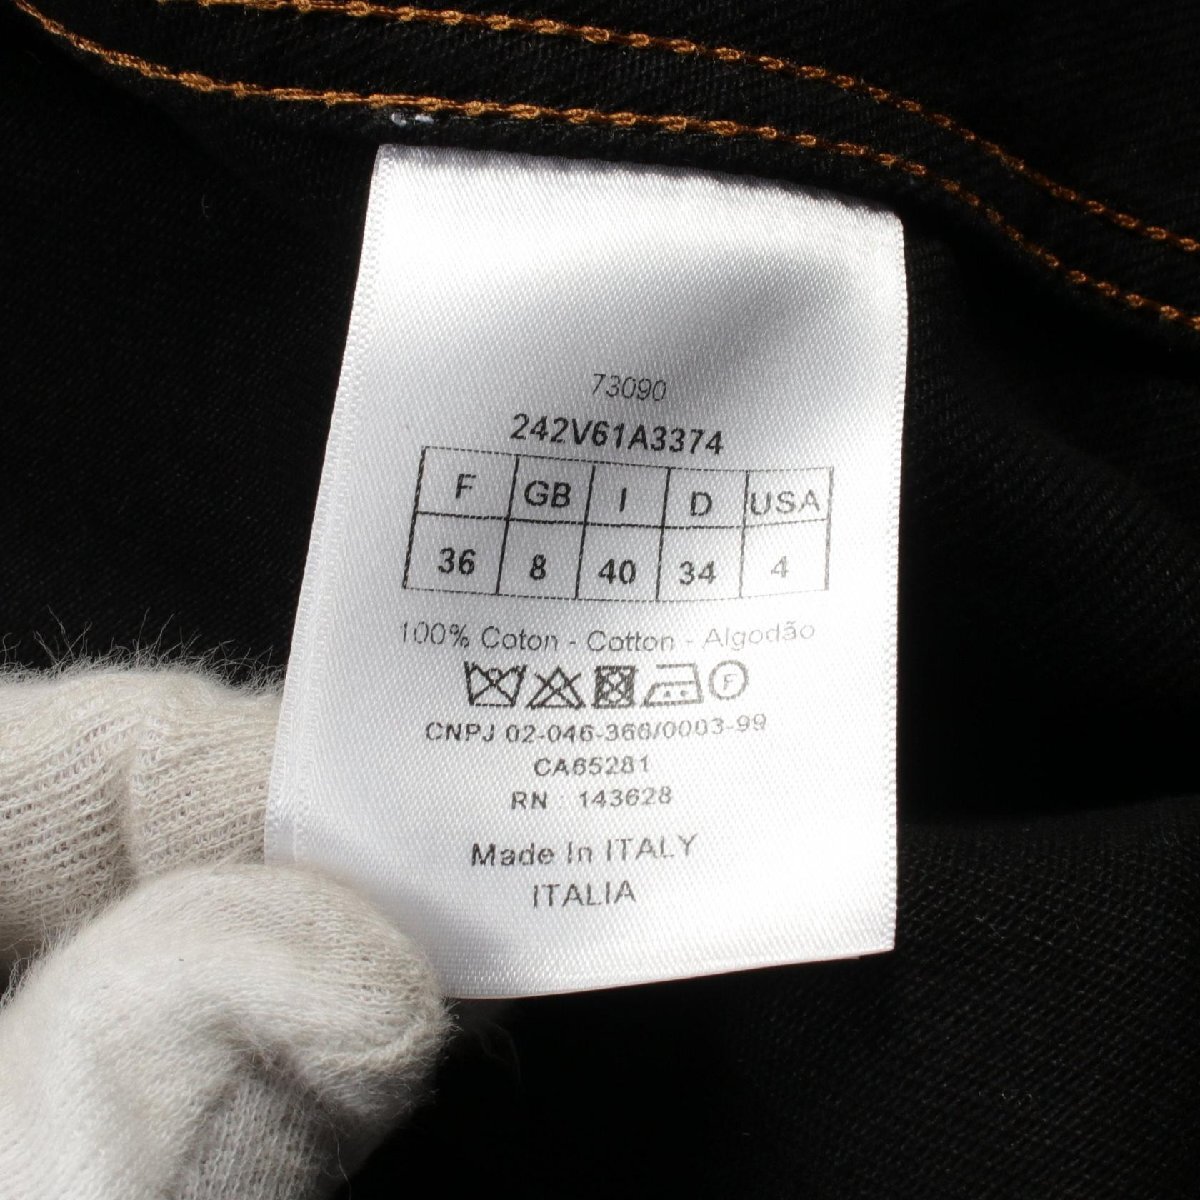 73090
242V61A3374
F GB I D USA
36 8 40 34 4
100% Coton - Cotton - Algodão
F
CNPJ 02-046-366/0003-99
CA65281
RN : 143628
Made In ITALY
ITALIA